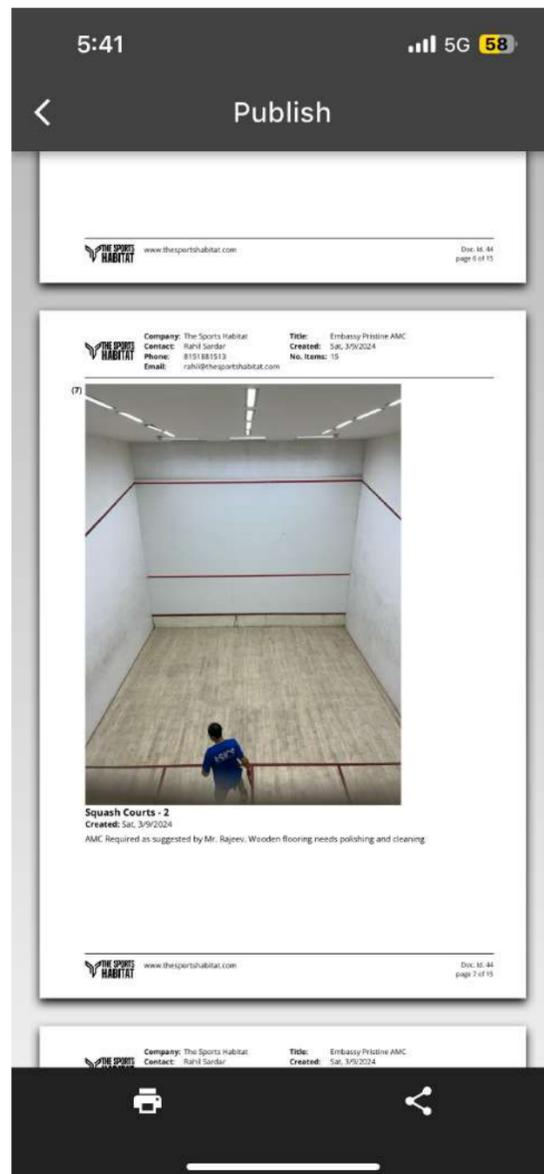 5:41
5G 58
Publish
THE SPORTS
HABITAT
www.thesportshabitat.com
Doc. Id. 44
page 6 of 15
THE SPORTS
HABITAT
Company: The Sports Habitat
Contact: Rahil Sardar
Phone: 8151881513
Email: rahil@thesportshabitat.com
Title: Embassy Pristine AMC
Created: Sat, 3/9/2024
No. Items: 15
(7)
ASICS
Squash Courts - 2
Created: Sat, 3/9/2024
AMC Required as suggested by Mr. Rajeev. Wooden flooring needs polishing and cleaning
THE SPORTS
HABITAT
www.thesportshabitat.com
Doc. Id. 44
page 7 of 15
THE SPORTS
Company: The Sports Habitat
Contact: Rahil Sardar
Title: Embassy Pristine AMC
Created: Sat, 3/9/2024